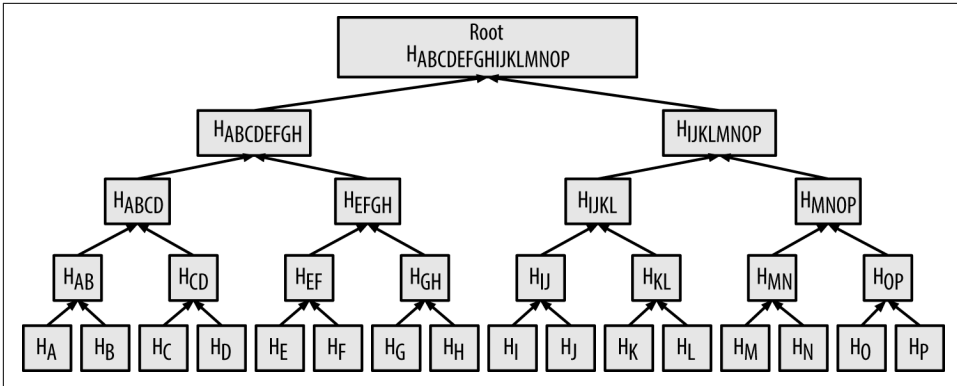 Root
HABCDEFGHIJKLMNOP
HABCDEFGH HIJKLMNOP
HABCD HEFGH HIJKL HMNOP
HAB HCD HEF HGH HIJ HKL HMN HOP
HA HB HC HD HE HF HG HH HI HJ HK HL HM HN HO HP